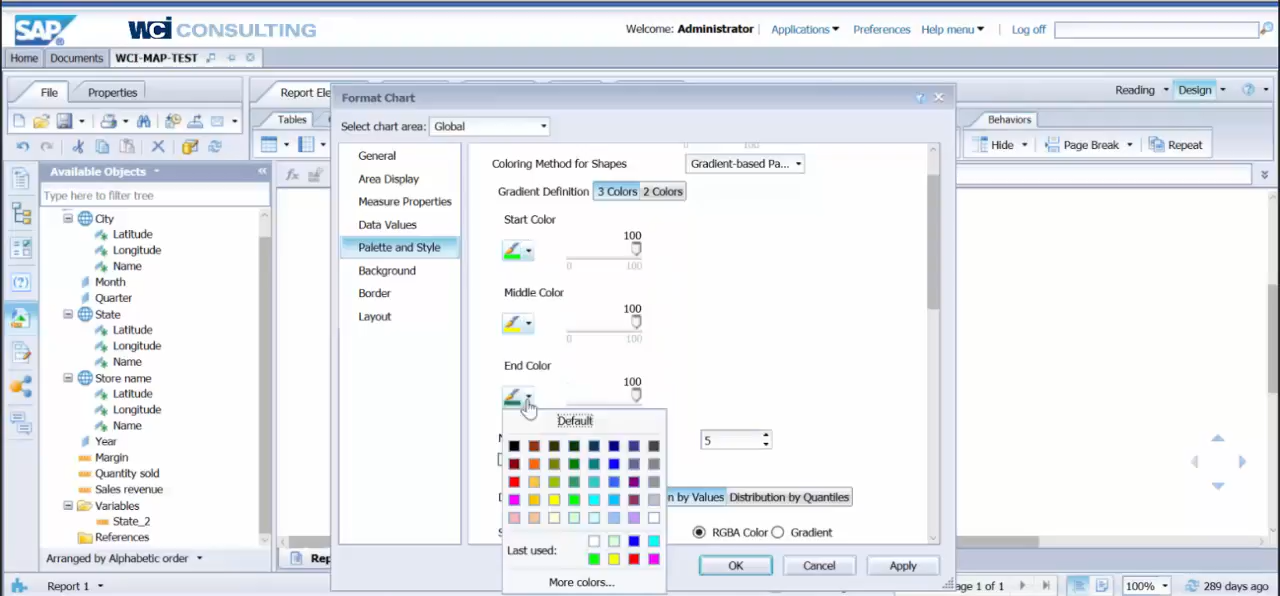 SAP WCI CONSULTING Welcome: Administrator Applications Preferences Help menu Log off
Home Documents WCI-MAP-TEST
File Properties Report Ele Reading Design
Tables Behaviors
Hide Page Break Repeat
Available Objects
Type here to filter tree
City
Latitude
Longitude
Name
Month
Quarter
State
Latitude
Longitude
Name
Store name
Latitude
Longitude
Name
Year
Margin
Quantity sold
Sales revenue
Variables
State_2
References
Arranged by Alphabetic order
Format Chart
Select chart area: Global
General
Area Display
Measure Properties
Data Values
Palette and Style
Background
Border
Layout
0 100
Coloring Method for Shapes Gradient-based Pa...
Gradient Definition 3 Colors 2 Colors
Start Color
100
0 100
Middle Color
100
0 100
End Color
100
Default
5
n by Values Distribution by Quantiles
RGBA Color Gradient
Last used:
More colors...
OK Cancel Apply
Rep
Report 1 age 1 of 1 100% 289 days ago